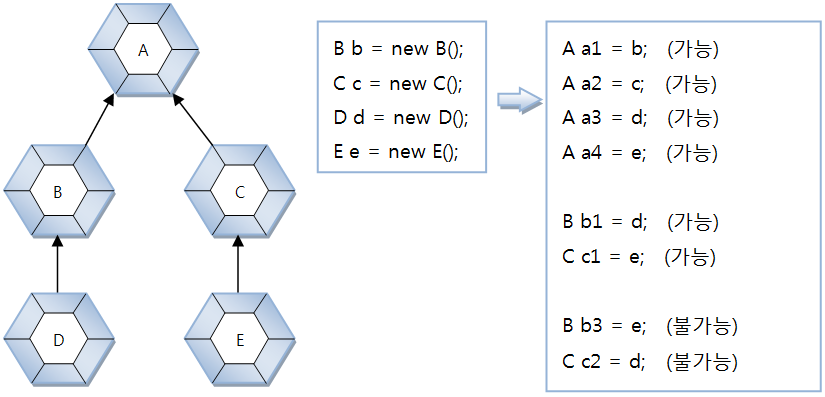 A
B
C
D
E
B b = new B();
C c = new C();
D d = new D();
E e = new E();
A a1 = b; (가능)
A a2 = c; (가능)
A a3 = d; (가능)
A a4 = e; (가능)
B b1 = d; (가능)
C c1 = e; (가능)
B b3 = e; (불가능)
C c2 = d; (불가능)